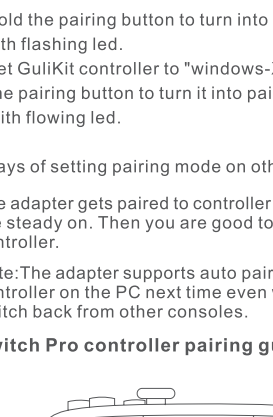 old the pairing button to turn into
th flashing led.
et GuliKit controller to "windows-X
he pairing button to turn it into pai
ith flowing led.
ays of setting pairing mode on oth
e adapter gets paired to controller
e steady on. Then you are good to
ntroller.
te:The adapter supports auto pair
ntroller on the PC next time even
itch back from other consoles.
witch Pro controller pairing gu